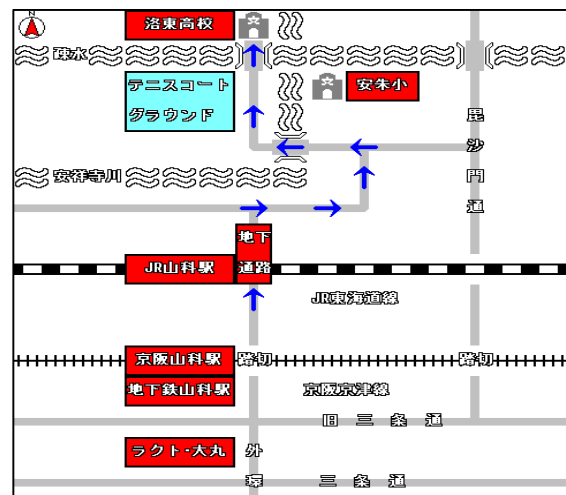 N
洛東高校
疎水
テニスコート
グラウンド
安朱小
毘沙門通
安祥寺川
地下
通路
JR山科駅
JR東海道線
京阪山科駅
踏切
踏切
地下鉄山科駅
京阪京津線
旧三条通
ラクト・大丸
外環
三条通